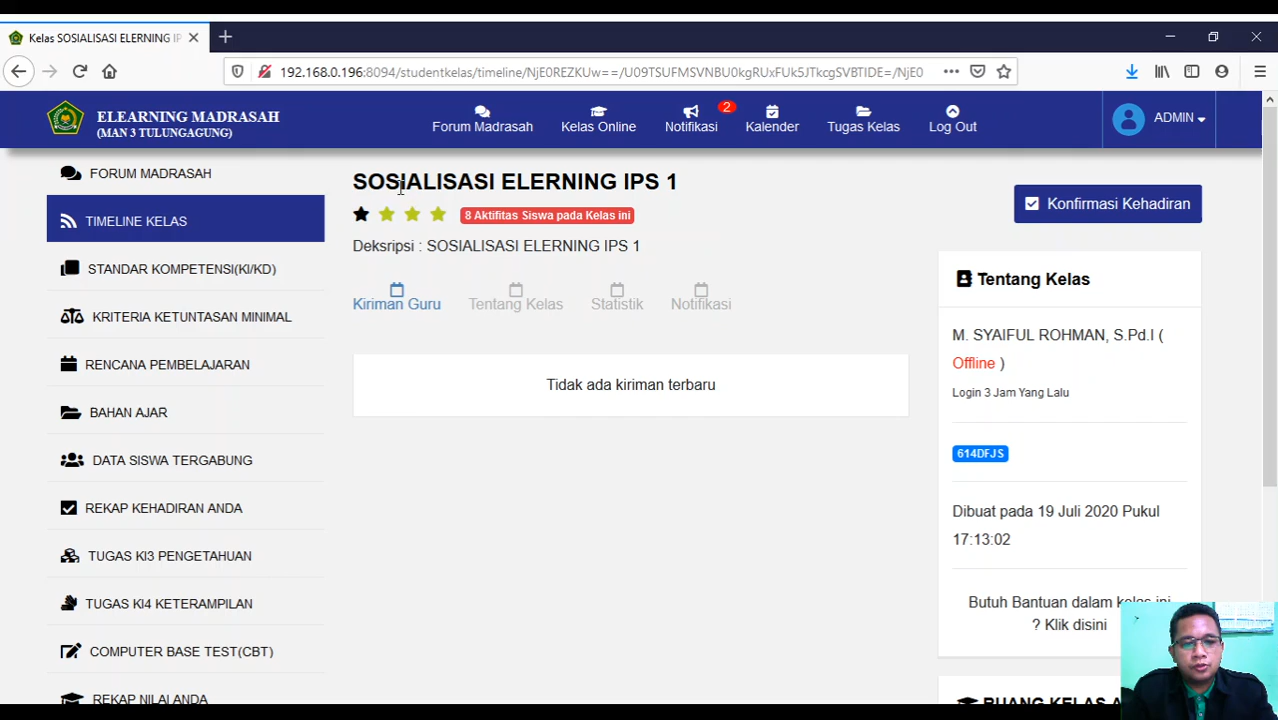 Kelas SOSIALISASI ELERNING IP
192.168.0.196:8094/studentkelas/timeline/NjE0REZKUw==/U09TSUFMSVNBU0kgRUxFUk5JTkcgSVBTIDE=/NjE0
ELEARNING MADRASAH
(MAN 3 TULUNGAGUNG)
Forum Madrasah
Kelas Online
2
Notifikasi
Kalender
Tugas Kelas
Log Out
ADMIN
FORUM MADRASAH
TIMELINE KELAS
STANDAR KOMPETENSI(KI/KD)
KRITERIA KETUNTASAN MINIMAL
RENCANA PEMBELAJARAN
BAHAN AJAR
DATA SISWA TERGABUNG
REKAP KEHADIRAN ANDA
TUGAS KI3 PENGETAHUAN
TUGAS KI4 KETERAMPILAN
COMPUTER BASE TEST(CBT)
REKAP NILAI ANDA
SOSIALISASI ELERNING IPS 1
8 Aktifitas Siswa pada Kelas ini
Deksripsi : SOSIALISASI ELERNING IPS 1
Kiriman Guru
Tentang Kelas
Statistik
Notifikasi
Tidak ada kiriman terbaru
Konfirmasi Kehadiran
Tentang Kelas
M. SYAIFUL ROHMAN, S.Pd.I (
Offline )
Login 3 Jam Yang Lalu
614DFJS
Dibuat pada 19 Juli 2020 Pukul
17:13:02
Butuh Bantuan dalam kelas ini
? Klik disini
RUANG KELAS A